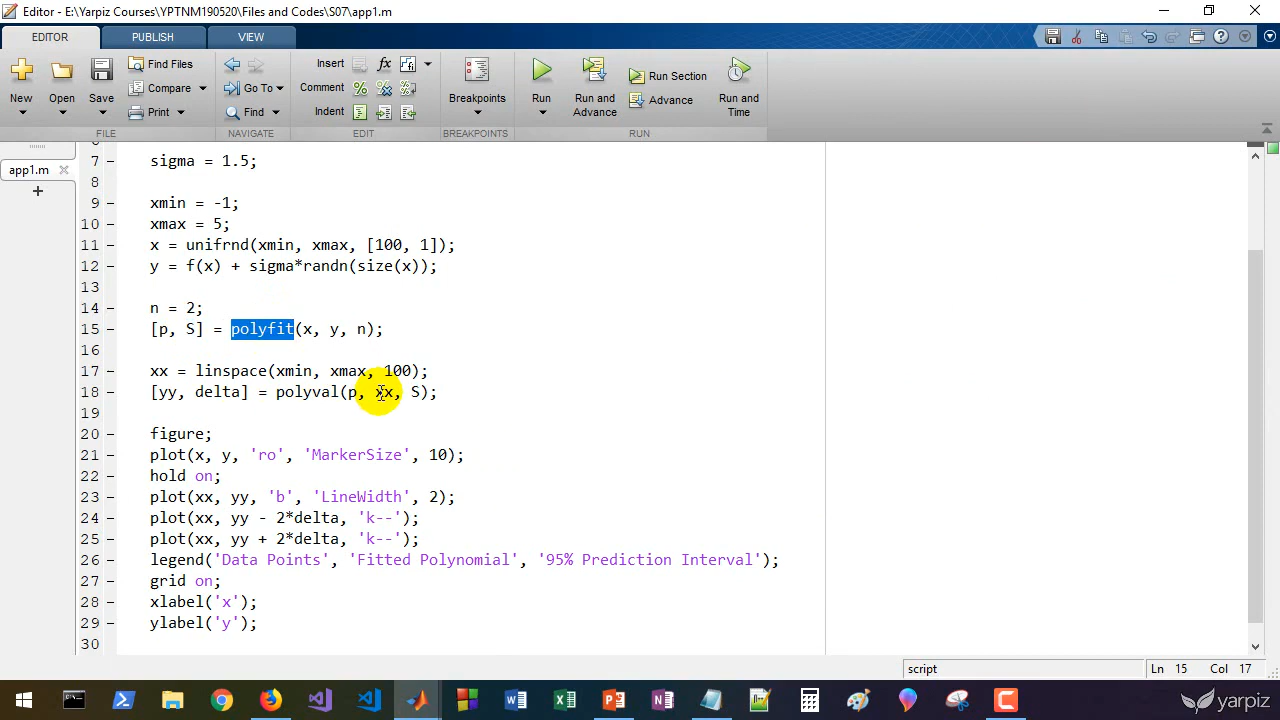 Editor - E:\Yarpiz Courses\YPTNM190520\Files and Codes\S07\app1.m
EDITOR PUBLISH VIEW
New Open Save Find Files Compare Print
FILE
Go To Find
NAVIGATE
Insert fx
Comment %
Indent
EDIT
Breakpoints
BREAKPOINTS
Run Run and Advance Run Section Advance Run and Time
RUN
app1.m
7 - sigma = 1.5;
8
9 - xmin = -1;
10 - xmax = 5;
11 - x = unifrnd(xmin, xmax, [100, 1]);
12 - y = f(x) + sigma*randn(size(x));
13
14 - n = 2;
15 - [p, S] = polyfit(x, y, n);
16
17 - xx = linspace(xmin, xmax, 100);
18 - [yy, delta] = polyval(p, xx, S);
19
20 - figure;
21 - plot(x, y, 'ro', 'MarkerSize', 10);
22 - hold on;
23 - plot(xx, yy, 'b', 'LineWidth', 2);
24 - plot(xx, yy - 2*delta, 'k--');
25 - plot(xx, yy + 2*delta, 'k--');
26 - legend('Data Points', 'Fitted Polynomial', '95% Prediction Interval');
27 - grid on;
28 - xlabel('x');
29 - ylabel('y');
30
script Ln 15 Col 17
yarpiz